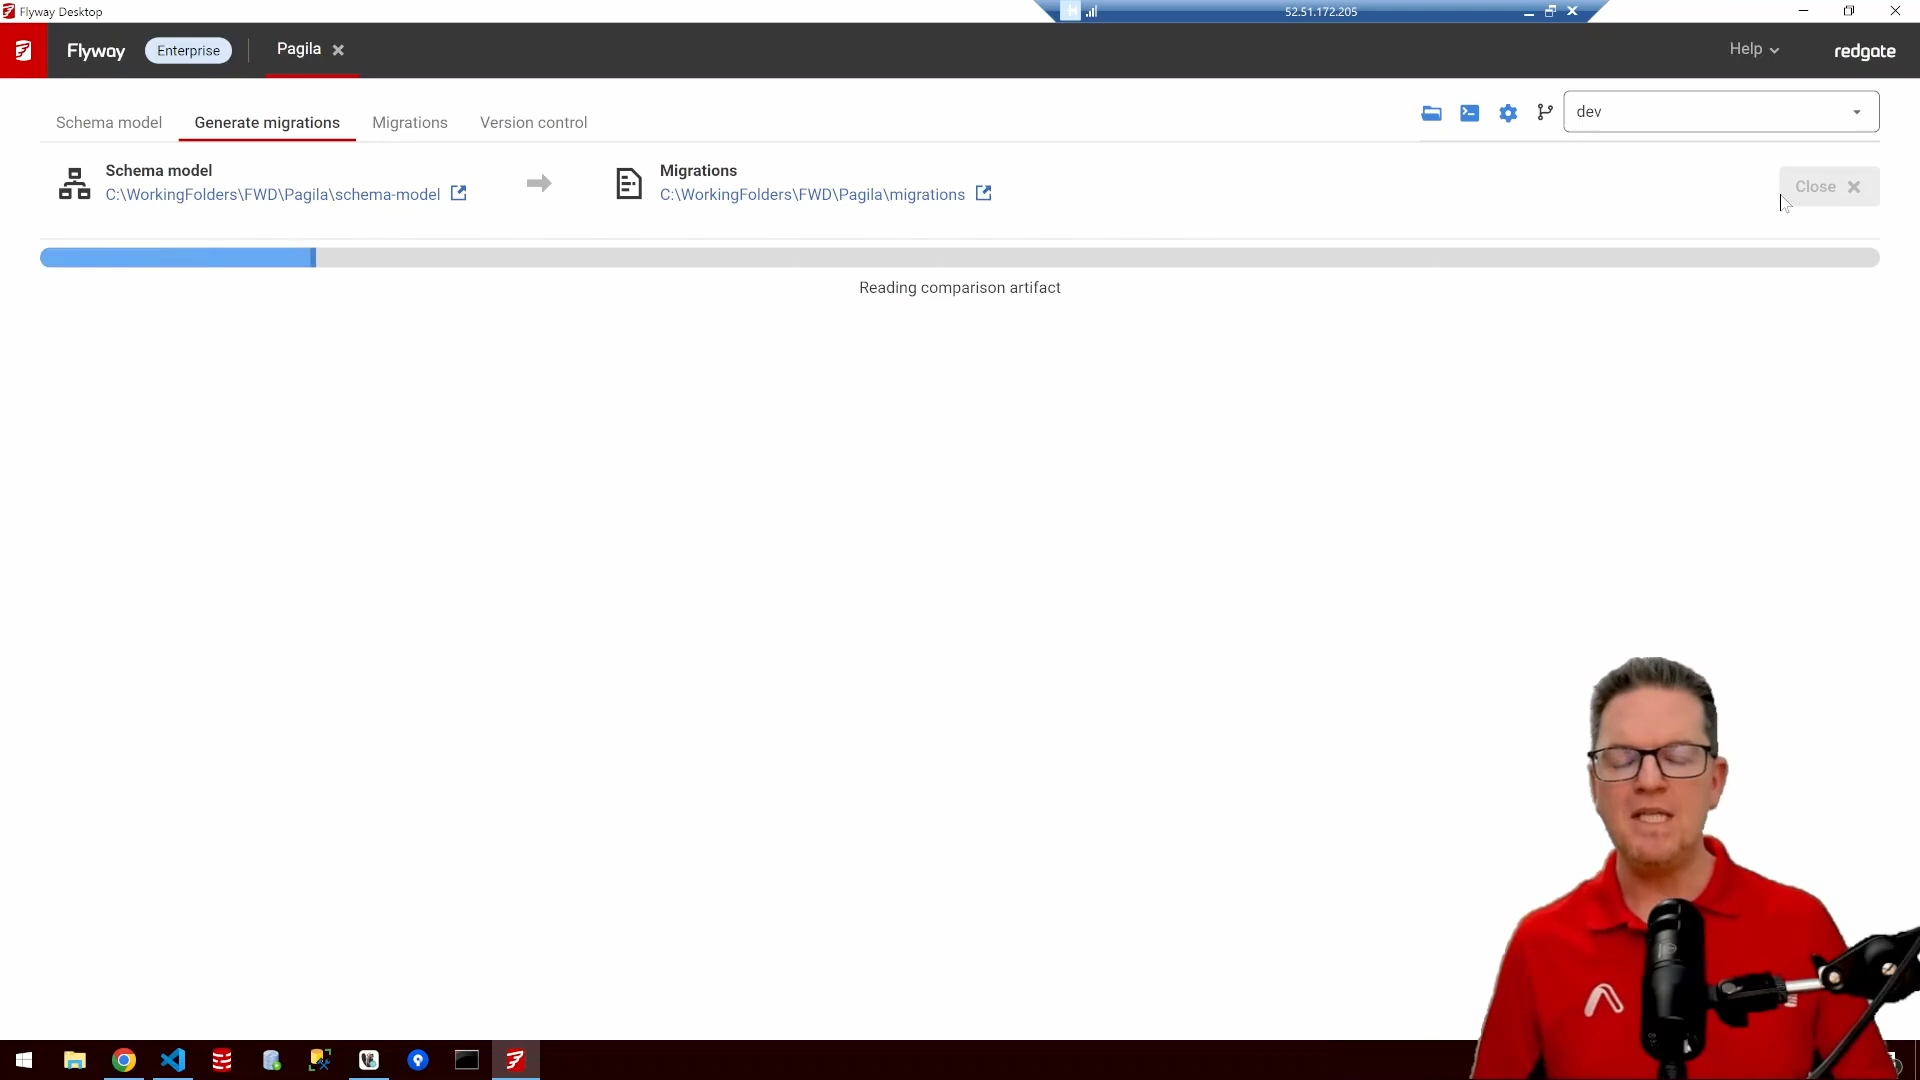 Flyway Desktop
52.51.172.205
Flyway
Enterprise
Pagila
Help
redgate
Schema model
Generate migrations
Migrations
Version control
dev
Schema model
C:\WorkingFolders\FWD\Pagila\schema-model
Migrations
C:\WorkingFolders\FWD\Pagila\migrations
Close
Reading comparison artifact